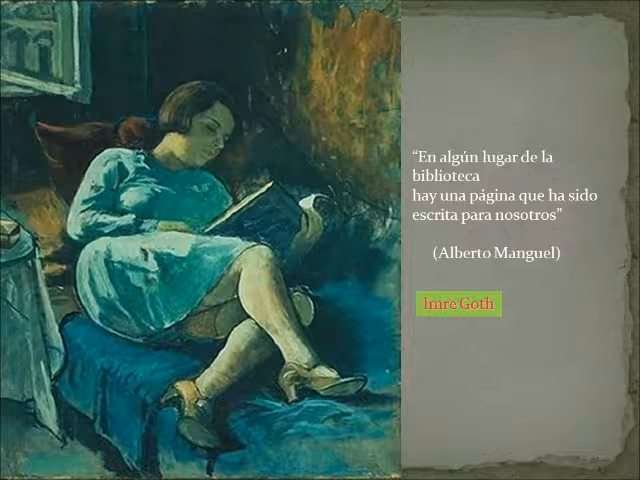 “En algún lugar de la
biblioteca
hay una página que ha sido
escrita para nosotros”
(Alberto Manguel)
Imre Goth